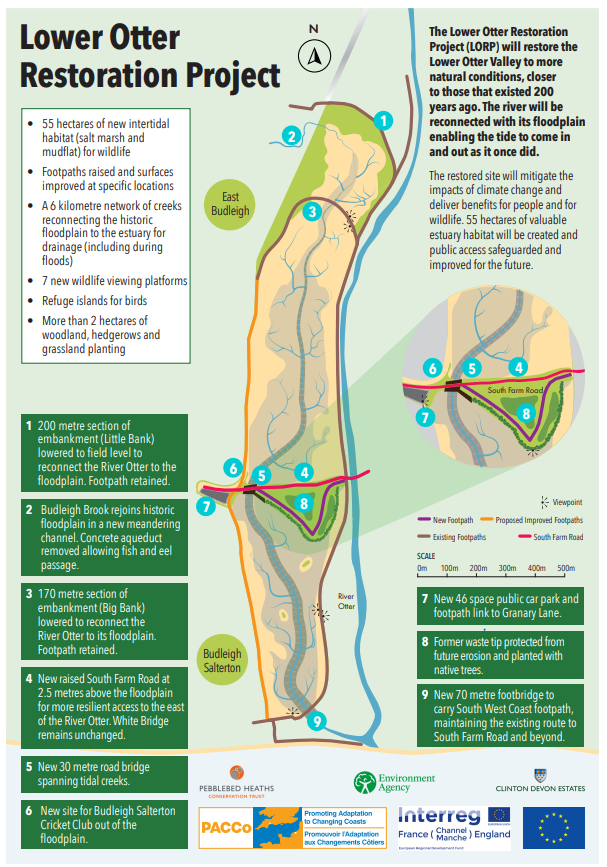 Lower Otter
Restoration Project
• 55 hectares of new intertidal
habitat (salt marsh and
mudflat) for wildlife
• Footpaths raised and surfaces
improved at specific locations
• A 6 kilometre network of creeks
reconnecting the historic
floodplain to the estuary for
drainage (including during
floods)
• 7 new wildlife viewing platforms
• Refuge islands for birds
• More than 2 hectares of
woodland, hedgerows and
grassland planting
N
The Lower Otter Restoration
Project (LORP) will restore the
Lower Otter Valley to more
natural conditions, closer
to those that existed 200
years ago. The river will be
reconnected with its floodplain
enabling the tide to come in
and out as it once did.
The restored site will mitigate the
impacts of climate change and
deliver benefits for people and for
wildlife. 55 hectares of valuable
estuary habitat will be created and
public access safeguarded and
improved for the future.
1
2
East
Budleigh
3
6
5
4
South Farm Road
8
7
6
5
4
7
8
River
Otter
Budleigh
Salterton
9
Viewpoint
New Footpath
Proposed Improved Footpaths
Existing Footpaths
South Farm Road
SCALE
0m 100m 200m 300m 400m 500m
1 200 metre section of
embankment (Little Bank)
lowered to field level to
reconnect the River Otter to the
floodplain. Footpath retained.
2 Budleigh Brook rejoins historic
floodplain in a new meandering
channel. Concrete aqueduct
removed allowing fish and eel
passage.
3 170 metre section of
embankment (Big Bank)
lowered to reconnect the
River Otter to its floodplain.
Footpath retained.
4 New raised South Farm Road at
2.5 metres above the floodplain
for more resilient access to the east
of the River Otter. White Bridge
remains unchanged.
5 New 30 metre road bridge
spanning tidal creeks.
6 New site for Budleigh Salterton
Cricket Club out of the
floodplain.
7 New 46 space public car park and
footpath link to Granary Lane.
8 Former waste tip protected from
future erosion and planted with
native trees.
9 New 70 metre footbridge to
carry South West Coast footpath,
maintaining the existing route to
South Farm Road and beyond.
PEBBLEBED HEATHS
CONSERVATION TRUST
Environment
Agency
CLINTON DEVON ESTATES
PACCo
Promoting Adaptation
to Changing Coasts
Promouvoir l'Adaptation
aux Changements Côtiers
Interreg
France ( Channel Manche ) England
European Regional Development Fund